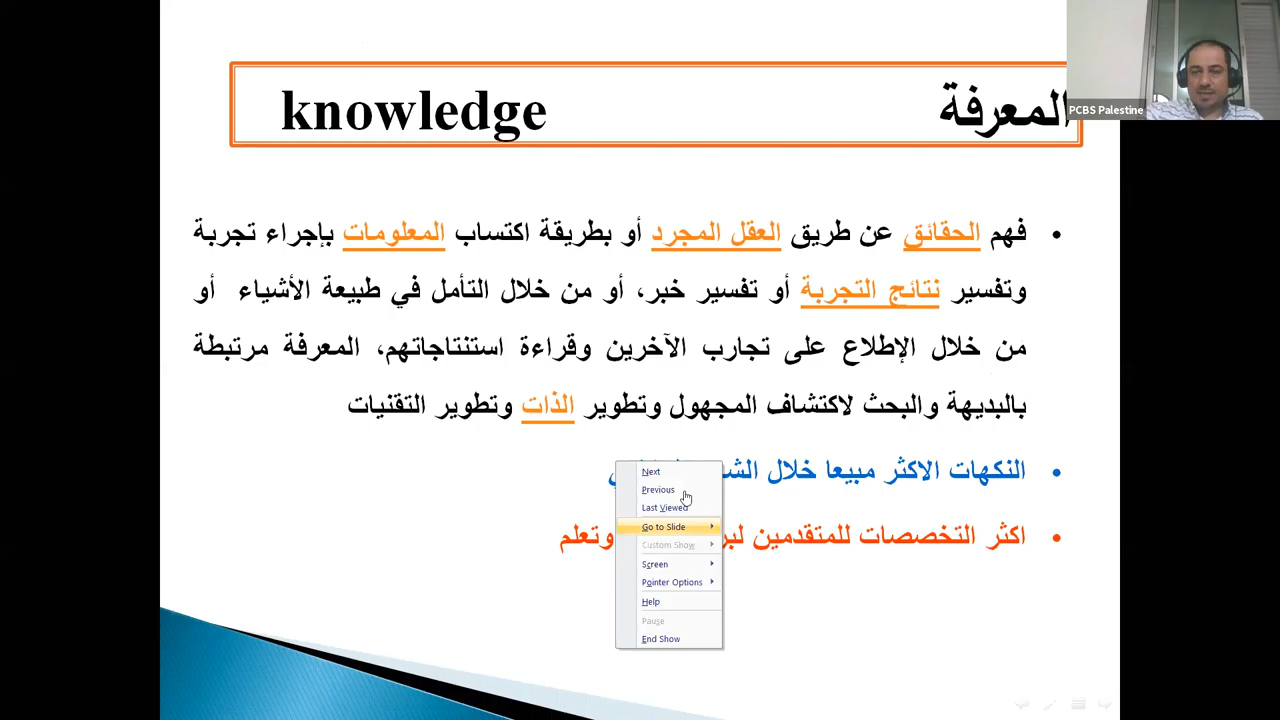 knowledge المعرفة
PCBS Palestine
• فهم الحقائق عن طريق العقل المجرد أو بطريقة اكتساب المعلومات بإجراء تجربة
وتفسير نتائج التجربة أو تفسير خبر، أو من خلال التأمل في طبيعة الأشياء أو
من خلال الإطلاع على تجارب الآخرين وقراءة استنتاجاتهم، المعرفة مرتبطة
بالبديهة والبحث لاكتشاف المجهول وتطوير الذات وتطوير التقنيات
• النكهات الاكثر مبيعا خلال
• اكثر التخصصات للمتقدمين وتعلم
Next
Previous
Last Viewed
Go to Slide
Custom Show
Screen
Pointer Options
Help
Pause
End Show